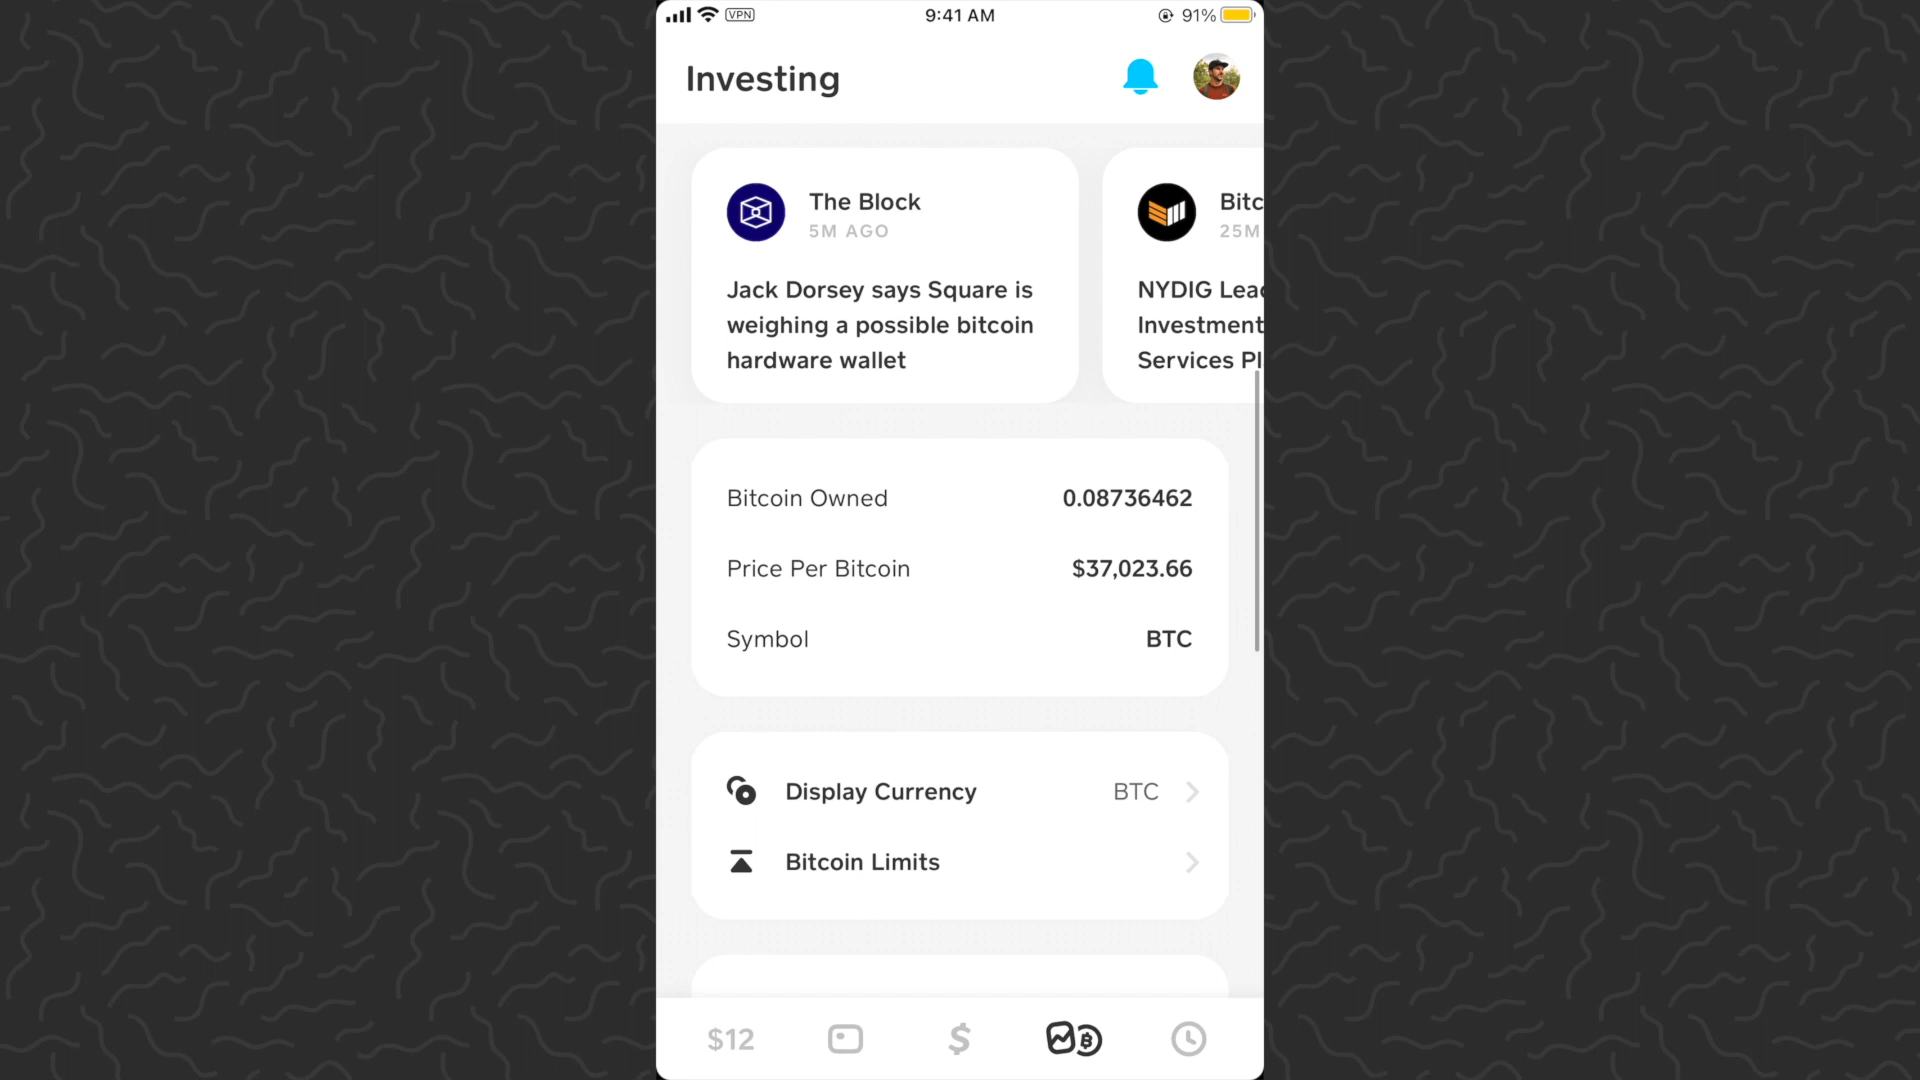 VPN
9:41 AM
91%
Investing
The Block
5M AGO
Jack Dorsey says Square is
weighing a possible bitcoin
hardware wallet
Bitc
25M
NYDIG Lead
Investment
Services Pl
Bitcoin Owned 0.08736462
Price Per Bitcoin $37,023.66
Symbol BTC
Display Currency BTC
Bitcoin Limits
$12